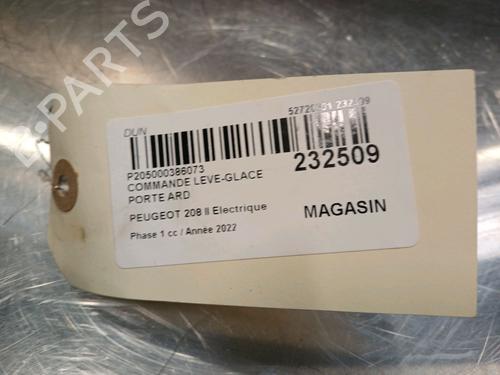 B-PARTS
DUN
P205000386073
COMMANDE LEVE-GLACE
PORTE ARD
232509
PEUGEOT 208 II Electrique
MAGASIN
Phase 1 cc / Année 2022